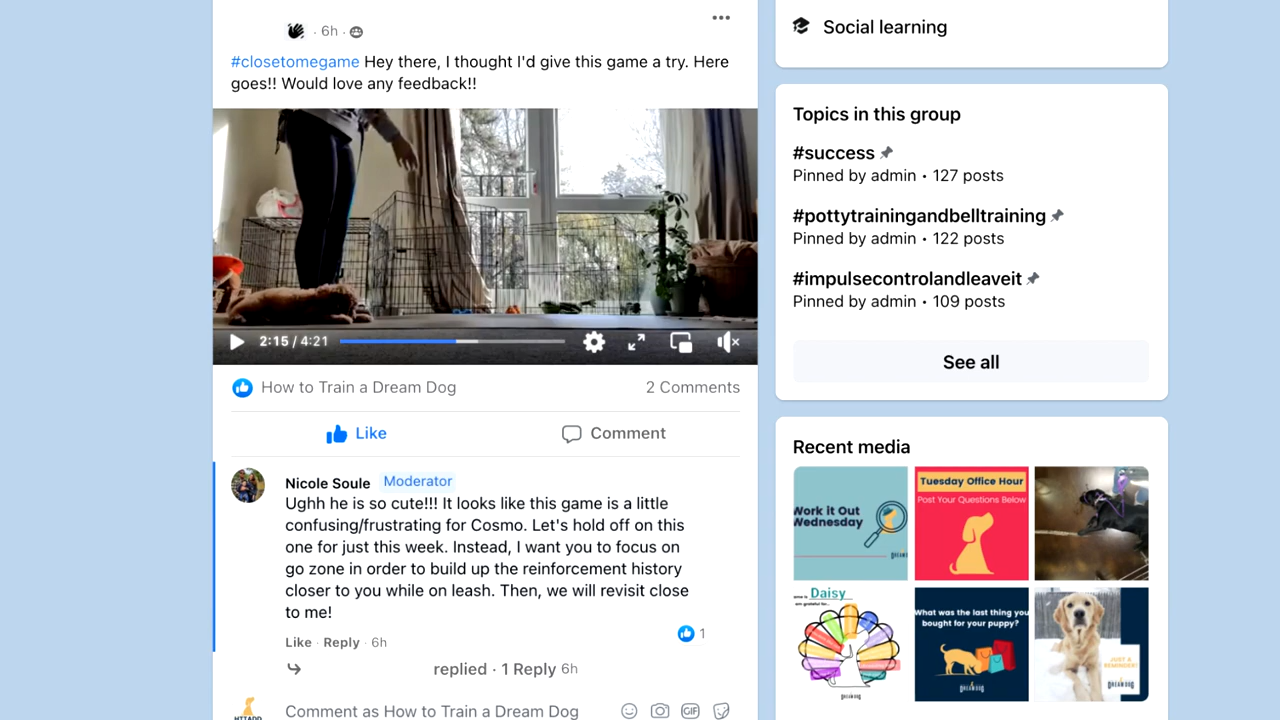 · 6h ·
#closetomegame Hey there, I thought I'd give this game a try. Here
goes!! Would love any feedback!!
2:15 / 4:21
How to Train a Dream Dog
2 Comments
Like
Comment
Nicole Soule Moderator
Ughh he is so cute!!! It looks like this game is a little
confusing/frustrating for Cosmo. Let's hold off on this
one for just this week. Instead, I want you to focus on
go zone in order to build up the reinforcement history
closer to you while on leash. Then, we will revisit close
to me!
Like · Reply · 6h
1
replied · 1 Reply 6h
Comment as How to Train a Dream Dog
GIF
Social learning
Topics in this group
#success
Pinned by admin • 127 posts
#pottytrainingandbelltraining
Pinned by admin • 122 posts
#impulsecontrolandleaveit
Pinned by admin • 109 posts
See all
Recent media
Work it Out
Wednesday
Tuesday Office Hour
Post Your Questions Below
Daisy
am grateful for...
What was the last thing you
bought for your puppy?
JUST A
REMINDER!